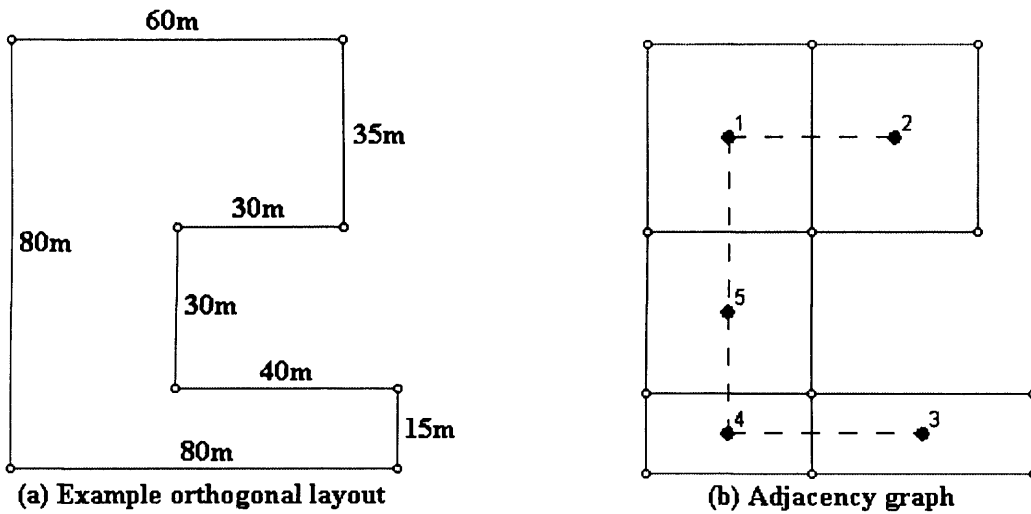 60m
35m
30m
80m
30m
40m
15m
80m
(a) Example orthogonal layout
1
2
5
4
3
(b) Adjacency graph